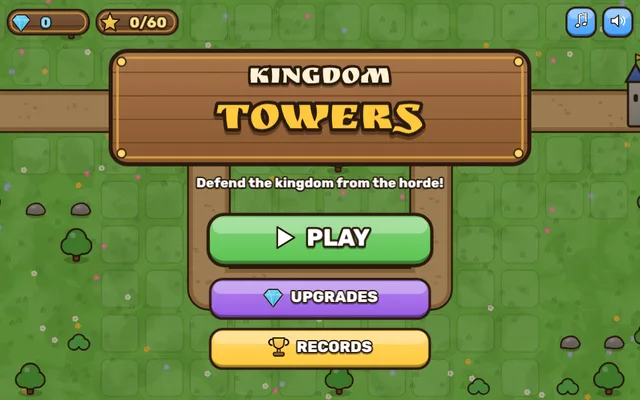 0
0/60
KINGDOM
TOWERS
Defend the kingdom from the horde!
PLAY
UPGRADES
RECORDS